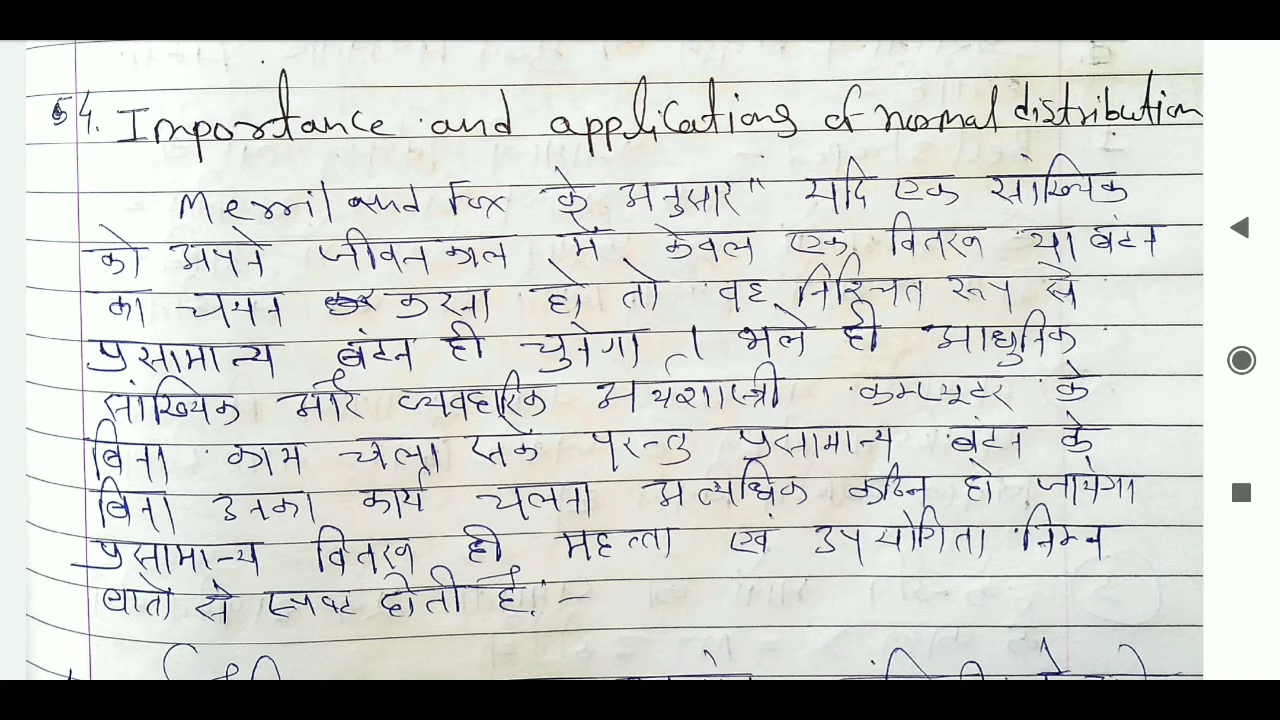 54. Importance and applications of normal distribution
Merril and Fox के अनुसार " यदि एक सांख्यिक
को अपने जीवन काल में केवल एक वितरण या बंटन
का चयन करना हो तो वह निश्चित रूप से
प्रसामान्य बंटन ही चुनेगा । भले ही आधुनिक
सांख्यिक और व्यवहारिक अर्थशास्त्री कम्प्यूटर के
बिना काम चला सकें परन्तु प्रसामान्य बंटन के
बिना उनका कार्य चलना अत्यधिक कठिन हो जायेगा
प्रसामान्य वितरण ही महत्ता एवं उपयोगिता निम्न
बातों से स्पष्ट होती है: -